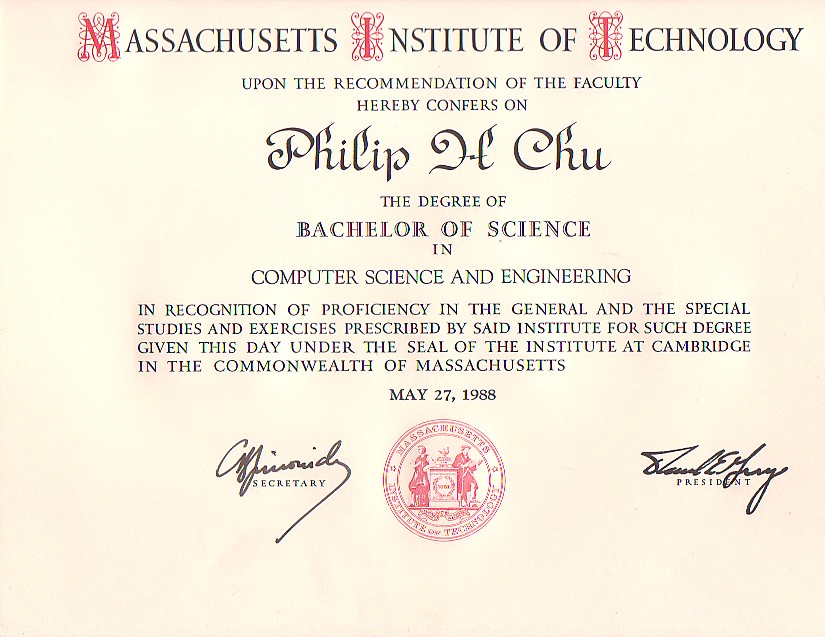 MASSACHUSETTS INSTITUTE OF TECHNOLOGY
UPON THE RECOMMENDATION OF THE FACULTY
HEREBY CONFERS ON
Philip H Chu
THE DEGREE OF
BACHELOR OF SCIENCE
IN
COMPUTER SCIENCE AND ENGINEERING
IN RECOGNITION OF PROFICIENCY IN THE GENERAL AND THE SPECIAL
STUDIES AND EXERCISES PRESCRIBED BY SAID INSTITUTE FOR SUCH DEGREE
GIVEN THIS DAY UNDER THE SEAL OF THE INSTITUTE AT CAMBRIDGE
IN THE COMMONWEALTH OF MASSACHUSETTS
MAY 27, 1988
SECRETARY
MASSACHUSETTS
INSTITUTE OF TECHNOLOGY
1861
PRESIDENT